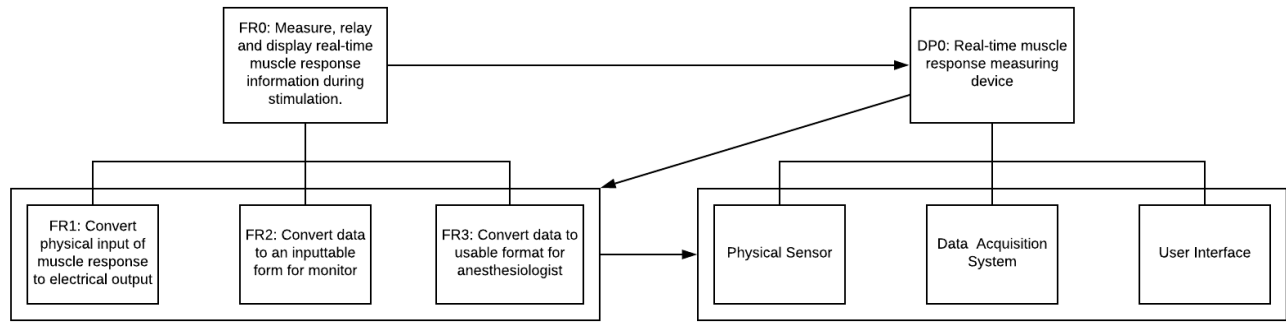 FR0: Measure, relay
and display real-time
muscle response
information during
stimulation.
DP0: Real-time muscle
response measuring
device
FR1: Convert
physical input of
muscle response
to electrical output
FR2: Convert data
to an inputtable
form for monitor
FR3: Convert data to
usable format for
anesthesiologist
Physical Sensor
Data Acquisition
System
User Interface